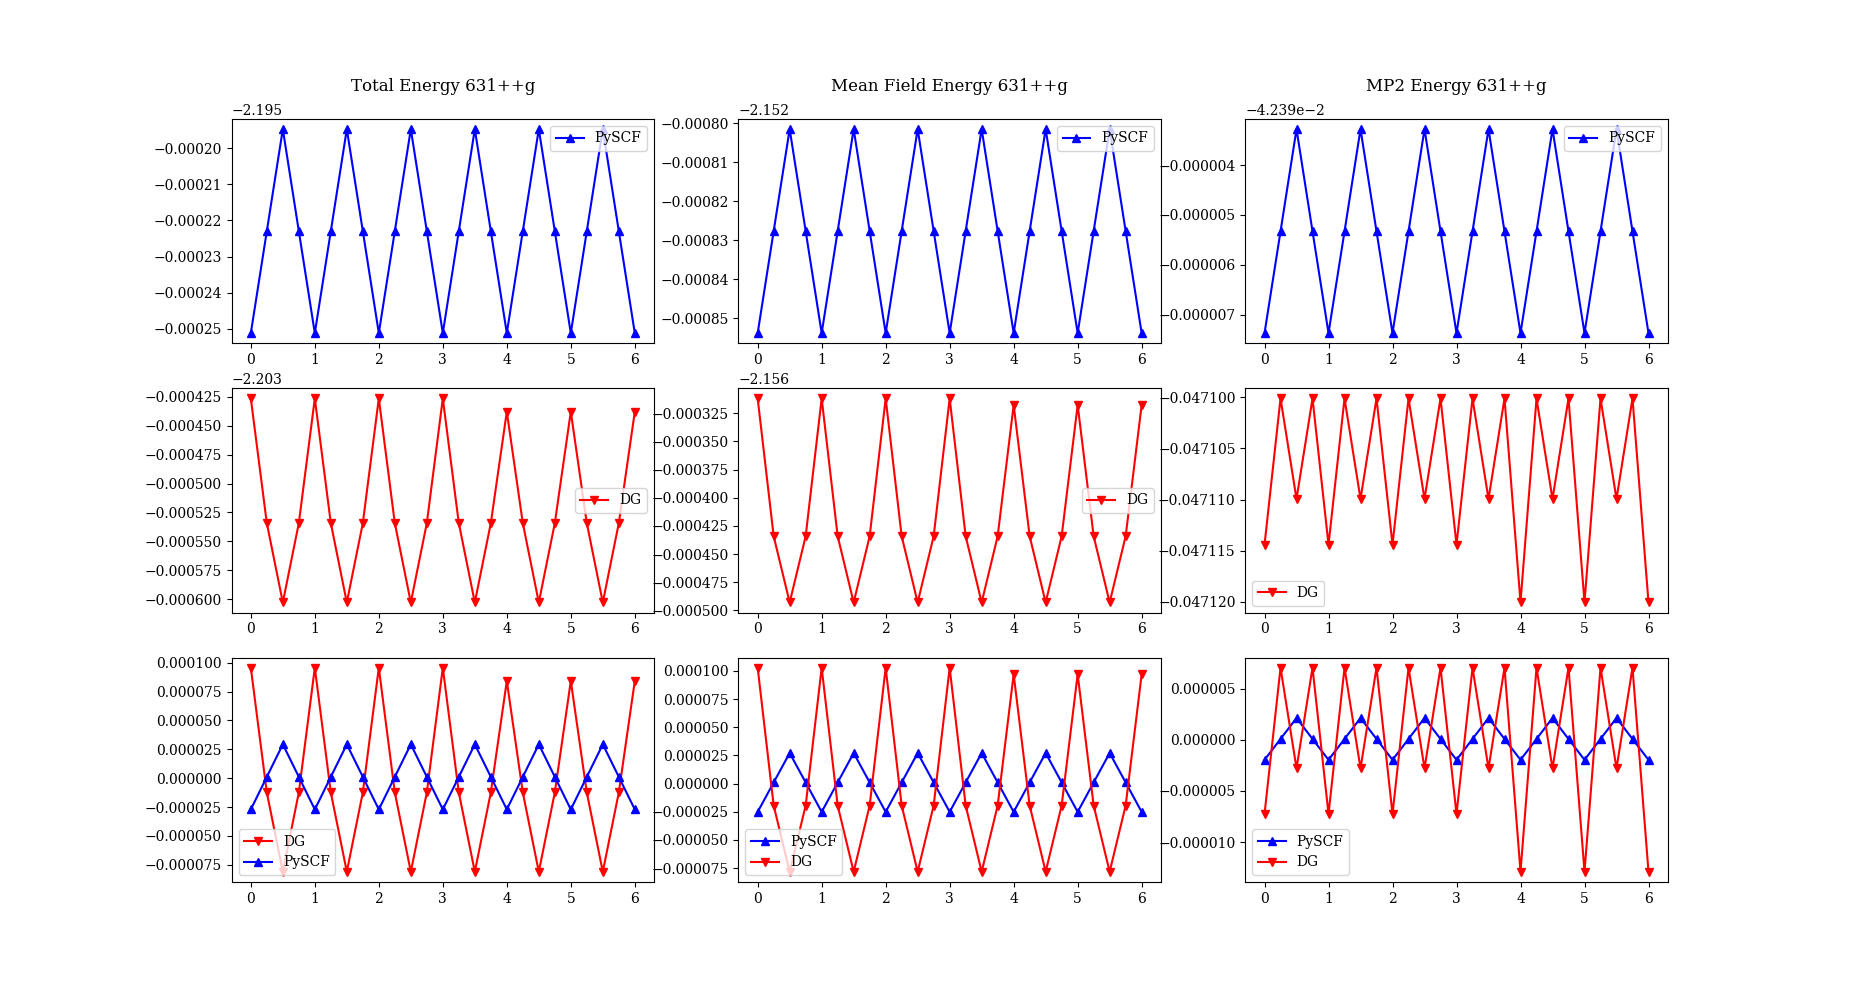 Total Energy 631++g
Mean Field Energy 631++g
MP2 Energy 631++g
−2.195
−0.00020
−0.00021
−0.00022
−0.00023
−0.00024
−0.00025
PySCF
0 1 2 3 4 5 6
−2.152
−0.00080
−0.00081
−0.00082
−0.00083
−0.00084
−0.00085
PySCF
0 1 2 3 4 5 6
−4.239e−2
−0.000004
−0.000005
−0.000006
−0.000007
PySCF
0 1 2 3 4 5 6
−2.203
−0.000425
−0.000450
−0.000475
−0.000500
−0.000525
−0.000550
−0.000575
−0.000600
DG
0 1 2 3 4 5 6
−2.156
−0.000325
−0.000350
−0.000375
−0.000400
−0.000425
−0.000450
−0.000475
−0.000500
DG
0 1 2 3 4 5 6
−0.047100
−0.047105
−0.047110
−0.047115
−0.047120
DG
0 1 2 3 4 5 6
0.000100
0.000075
0.000050
0.000025
0.000000
−0.000025
−0.000050
−0.000075
DG
PySCF
0 1 2 3 4 5 6
0.000100
0.000075
0.000050
0.000025
0.000000
−0.000025
−0.000050
−0.000075
PySCF
DG
0 1 2 3 4 5 6
0.000005
0.000000
−0.000005
−0.000010
PySCF
DG
0 1 2 3 4 5 6